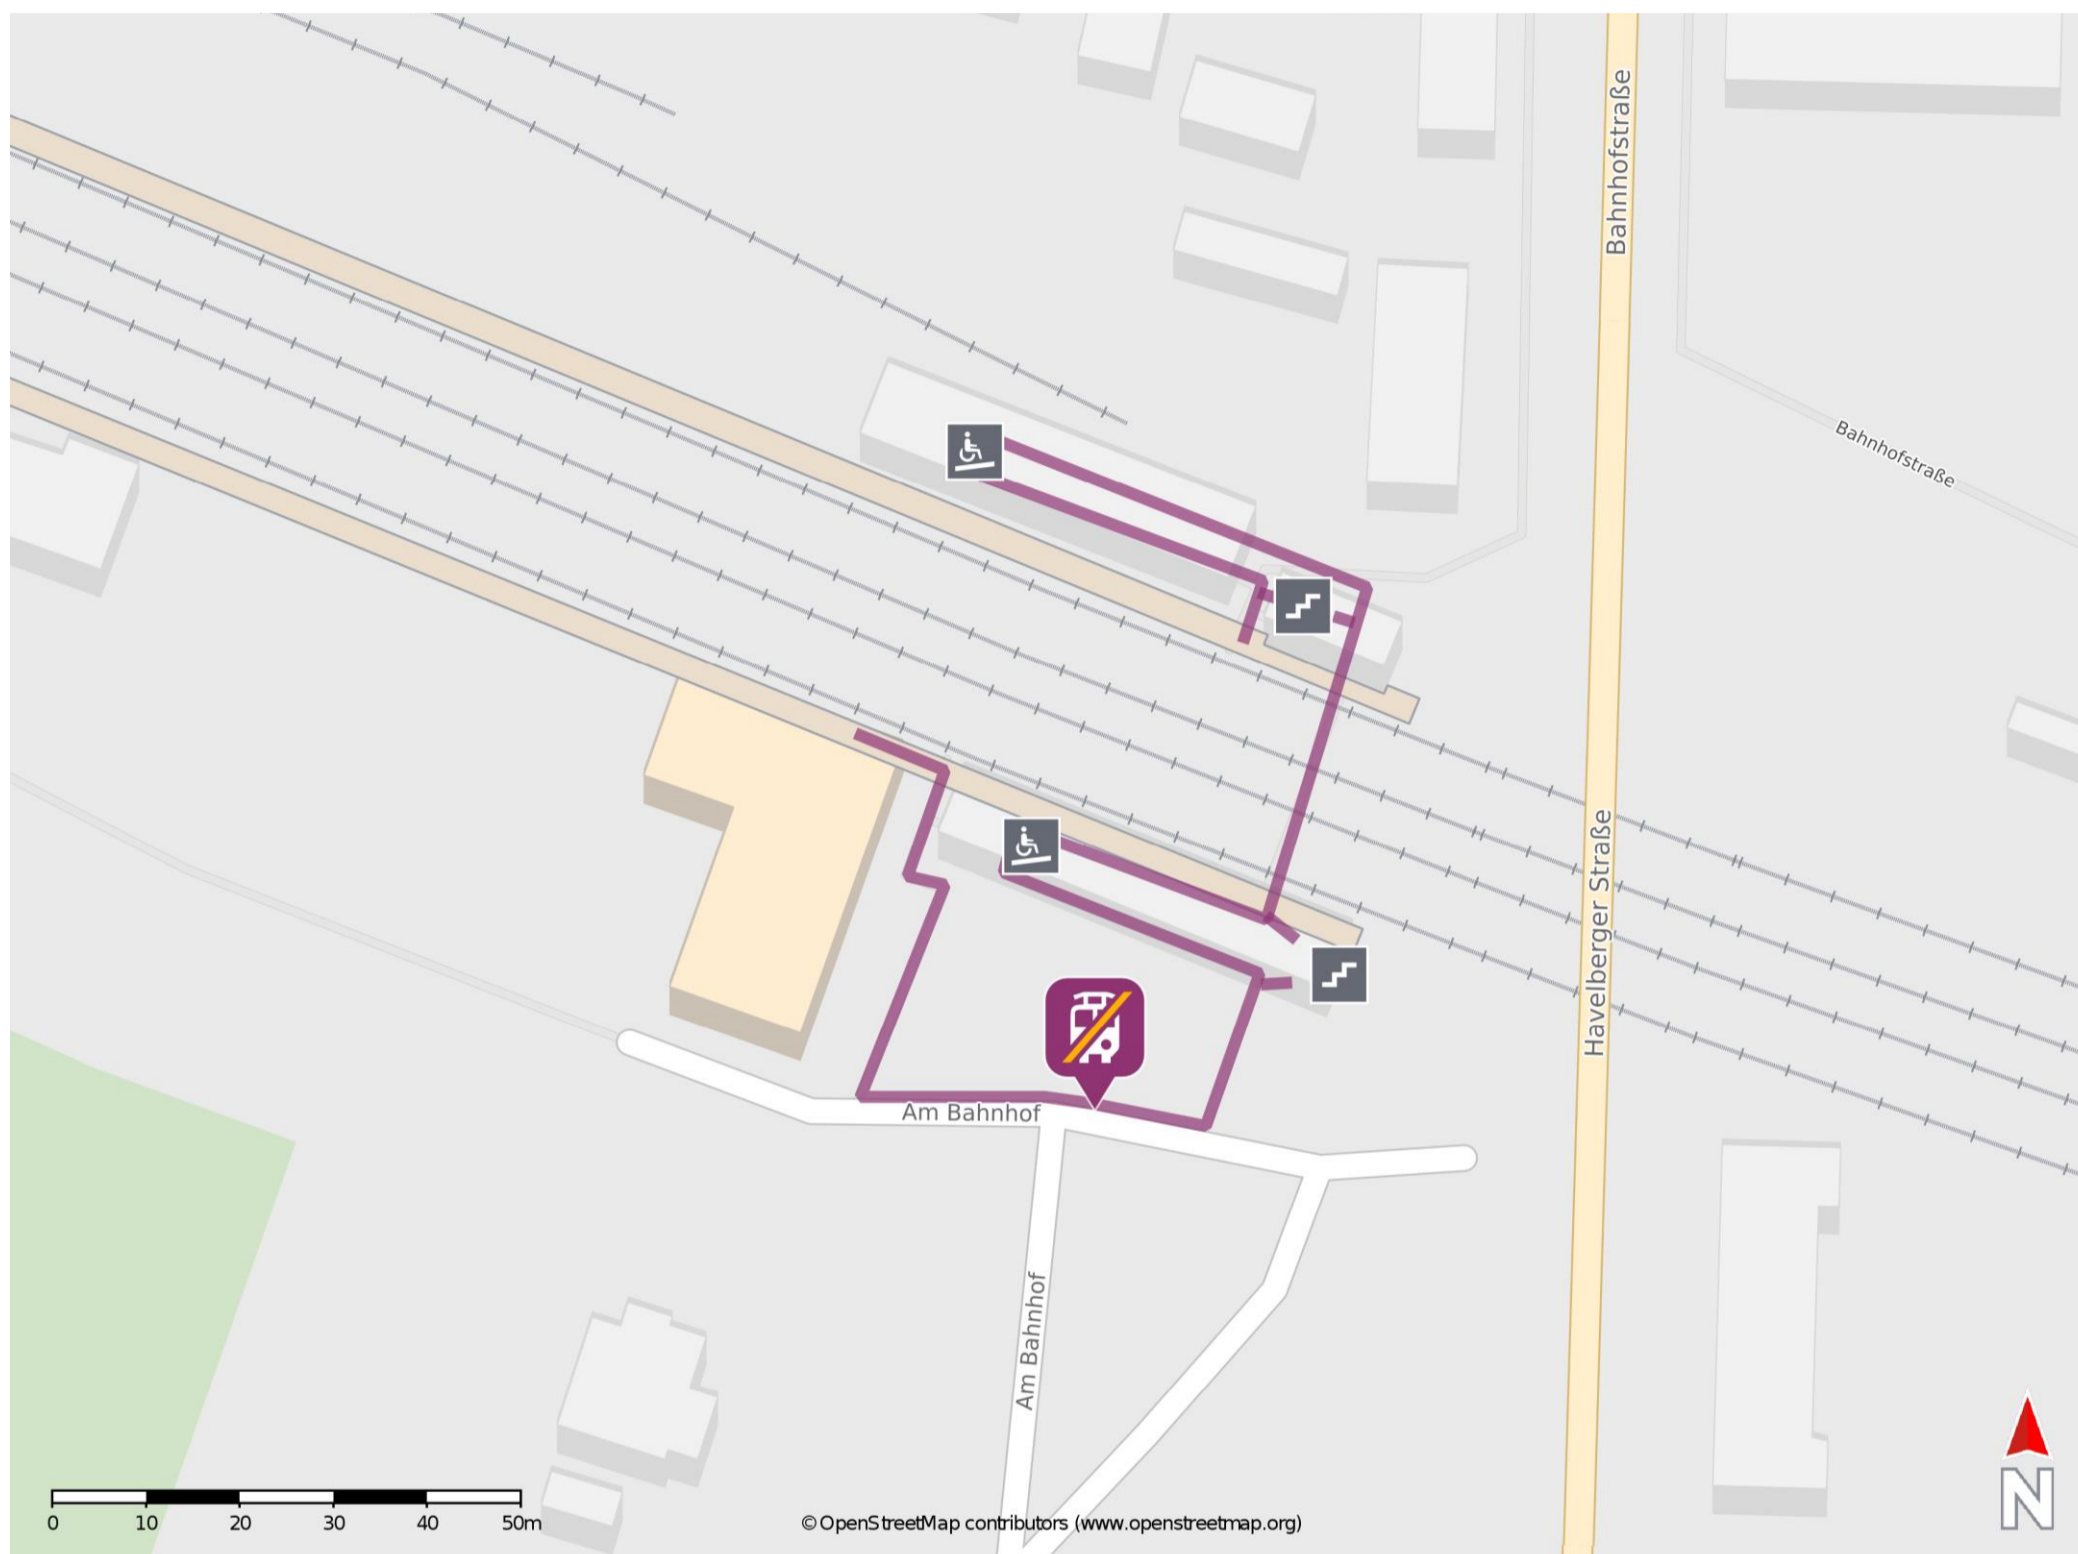 Bahnhofstraße
Bahnhofstraße
Havelberger Straße
Am Bahnhof
Am Bahnhof
0 10 20 30 40 50m
© OpenStreetMap contributors (www.openstreetmap.org)
N